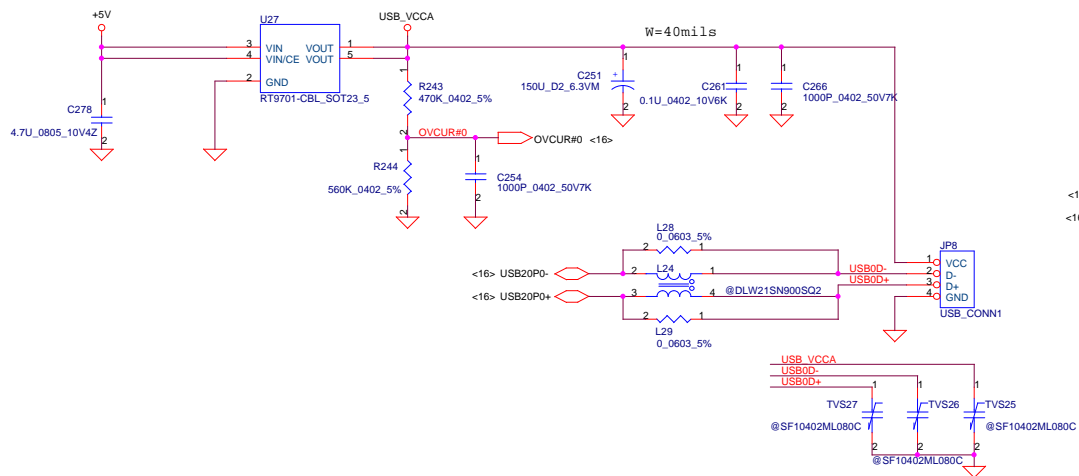 +5V
U27
USB_VCCA
W=40mils
3 VIN VOUT 1
4 VIN/CE VOUT 5
2 GND
RT9701-CBL_SOT23_5
C278
4.7U_0805_10V4Z
1
2
1
R243
470K_0402_5%
2
OVCUR#0
OVCUR#0 <16>
1
R244
560K_0402_5%
2
1
C254
1000P_0402_50V7K
2
1
+
C251
150U_D2_6.3VM
2
1
C261
0.1U_0402_10V6K
2
1
C266
1000P_0402_50V7K
2
<1
<16
L28
0_0603_5%
2 1
<16> USB20P0-
2 L24 1
<16> USB20P0+
3 4
@DLW21SN900SQ2
2 1
L29
0_0603_5%
USB0D-
USB0D+
JP8
1 VCC
2 D-
3 D+
4 GND
USB_CONN1
USB_VCCA
USB0D-
USB0D+
1 1 1
TVS27 TVS26 TVS25
@SF10402ML080C @SF10402ML080C
2 2 2
@SF10402ML080C